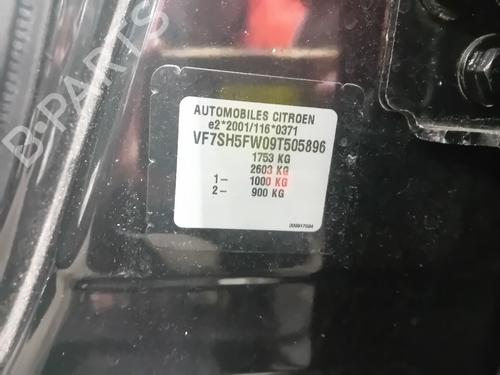 B-PARTS
AUTOMOBILES CITROEN
e2*2001/116*0371
VF7SH5FW09T505896
1753 KG
2603 KG
1- 1000 KG
2- 900 KG